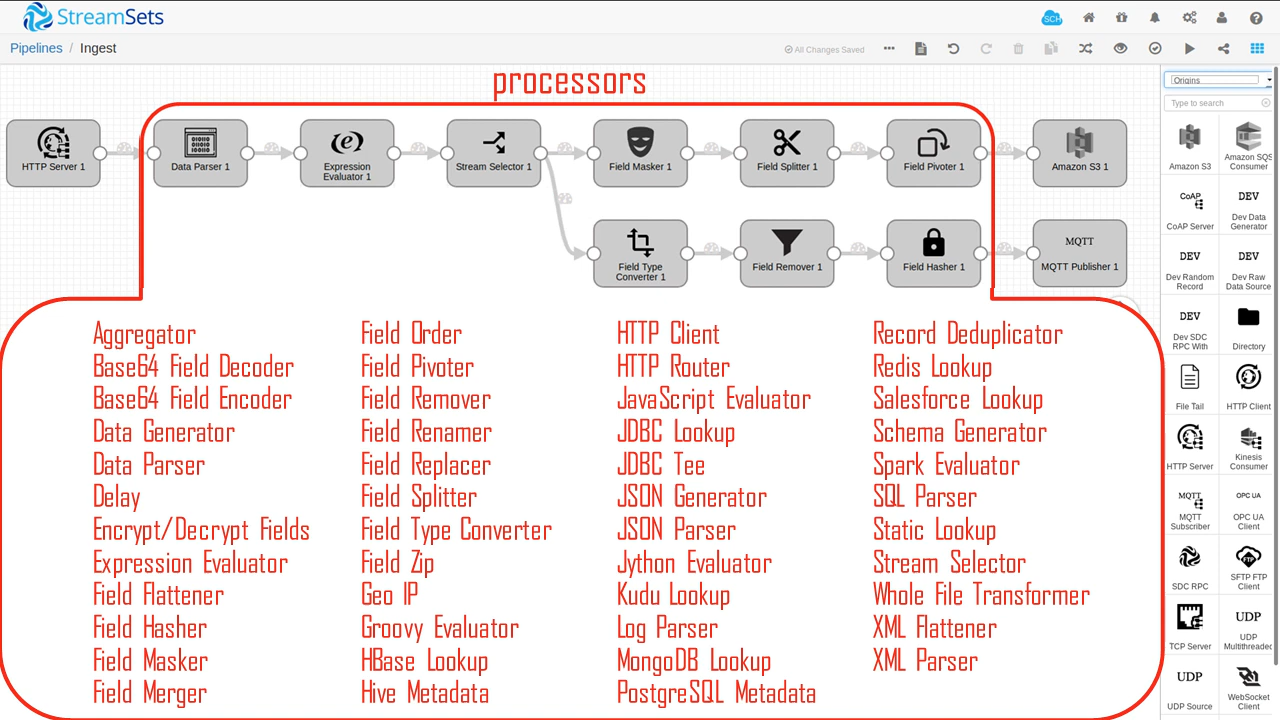 StreamSets
SCH
Pipelines / Ingest
All Changes Saved
processors
Origins
Type to search
HTTP Server 1
Data Parser 1
Expression
Evaluator 1
Stream Selector 1
Field Masker 1
Field Splitter 1
Field Pivoter 1
Amazon S3 1
Field Type
Converter 1
Field Remover 1
Field Hasher 1
MQTT
MQTT Publisher 1
Aggregator
Base64 Field Decoder
Base64 Field Encoder
Data Generator
Data Parser
Delay
Encrypt/Decrypt Fields
Expression Evaluator
Field Flattener
Field Hasher
Field Masker
Field Merger
Field Order
Field Pivoter
Field Remover
Field Renamer
Field Replacer
Field Splitter
Field Type Converter
Field Zip
Geo IP
Groovy Evaluator
HBase Lookup
Hive Metadata
HTTP Client
HTTP Router
JavaScript Evaluator
JDBC Lookup
JDBC Tee
JSON Generator
JSON Parser
Jython Evaluator
Kudu Lookup
Log Parser
MongoDB Lookup
PostgreSQL Metadata
Record Deduplicator
Redis Lookup
Salesforce Lookup
Schema Generator
Spark Evaluator
SQL Parser
Static Lookup
Stream Selector
Whole File Transformer
XML Flattener
XML Parser
Amazon S3
Amazon SQS
Consumer
CoAP
CoAP Server
DEV
Dev Data
Generator
DEV
Dev Random
Record
DEV
Dev Raw
Data Source
DEV
Dev SDC
RPC With
Directory
File Tail
HTTP Client
HTTP Server
Kinesis
Consumer
MQTT
MQTT
Subscriber
OPC UA
OPC UA
Client
SDC RPC
FTP
SFTP FTP
Client
TCP Server
UDP
UDP
Multithreaded
UDP
UDP Source
WebSocket
Client